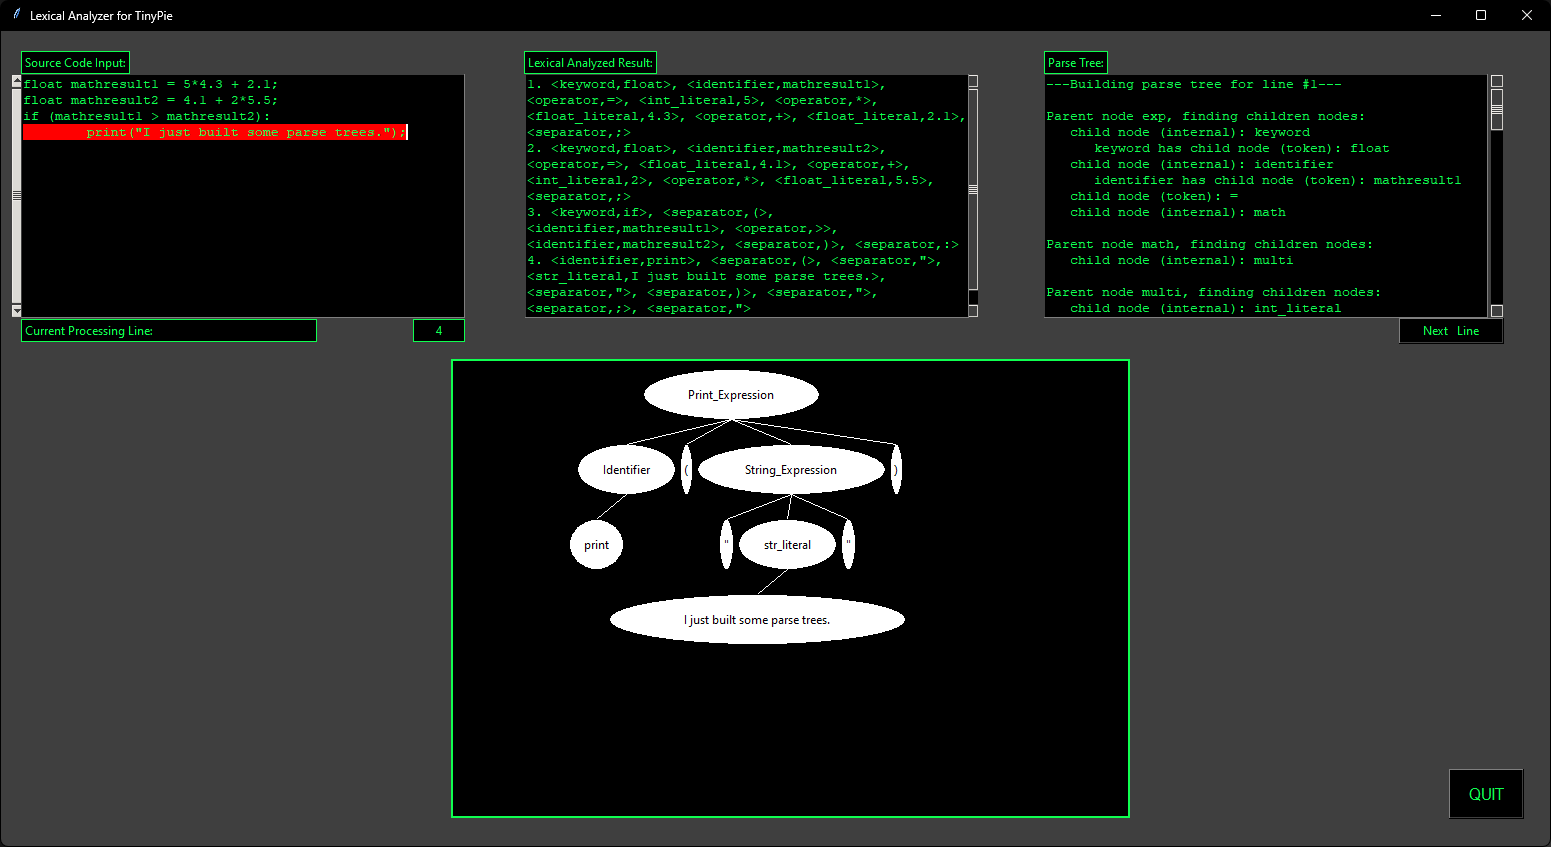 Lexical Analyzer for TinyPie
Source Code Input:
float mathresult1 = 5*4.3 + 2.1;
float mathresult2 = 4.1 + 2*5.5;
if (mathresult1 > mathresult2):
print("I just built some parse trees.");
Current Processing Line:
4
Lexical Analyzed Result:
1. <keyword,float>, <identifier,mathresult1>,
<operator,=>, <int_literal,5>, <operator,*>,
<float_literal,4.3>, <operator,+>, <float_literal,2.1>,
<separator,;>
2. <keyword,float>, <identifier,mathresult2>,
<operator,=>, <float_literal,4.1>, <operator,+>,
<int_literal,2>, <operator,*>, <float_literal,5.5>,
<separator,;>
3. <keyword,if>, <separator,(>,
<identifier,mathresult1>, <operator,>>,
<identifier,mathresult2>, <separator,)>, <separator,:>
4. <identifier,print>, <separator,(>, <separator,">,
<str_literal,I just built some parse trees.>,
<separator,">, <separator,)>, <separator,">,
<separator,;>, <separator,">
Parse Tree:
---Building parse tree for line #1---
Parent node exp, finding children nodes:
child node (internal): keyword
keyword has child node (token): float
child node (internal): identifier
identifier has child node (token): mathresult1
child node (token): =
child node (internal): math
Parent node math, finding children nodes:
child node (internal): multi
Parent node multi, finding children nodes:
child node (internal): int_literal
Next Line
Print_Expression
Identifier ( String_Expression )
print " str_literal "
I just built some parse trees.
QUIT